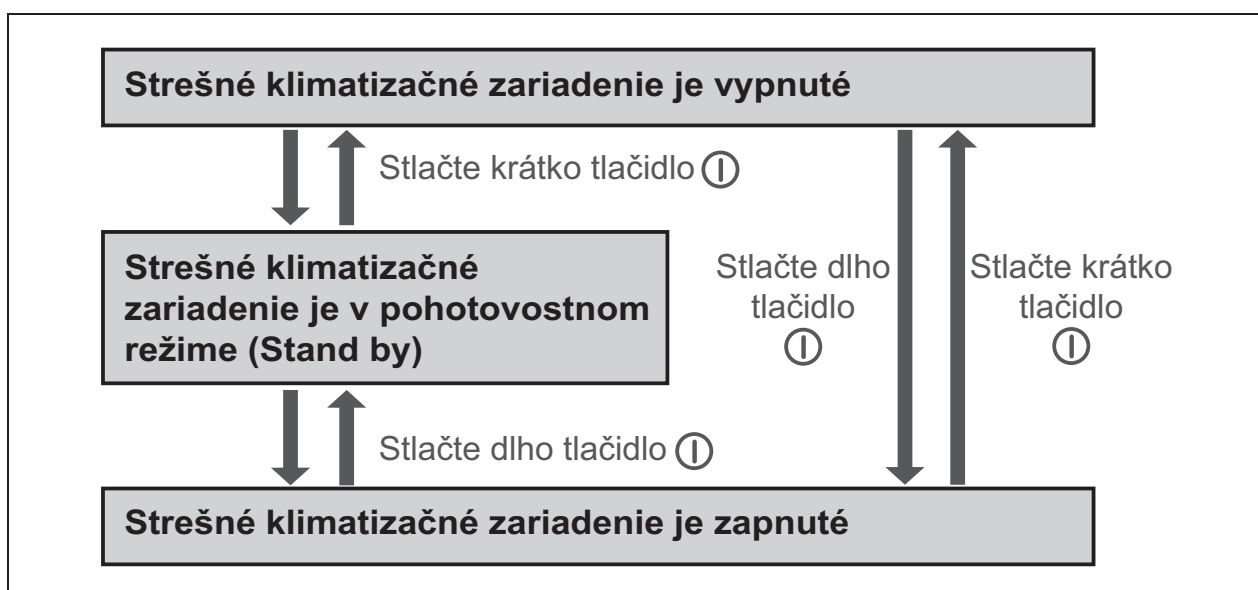 Strešné klimatizačné zariadenie je vypnuté
Stlačte krátko tlačidlo
Strešné klimatizačné
zariadenie je v pohotovostnom
režime (Stand by)
Stlačte dlho
tlačidlo
Stlačte krátko
tlačidlo
Stlačte dlho tlačidlo
Strešné klimatizačné zariadenie je zapnuté